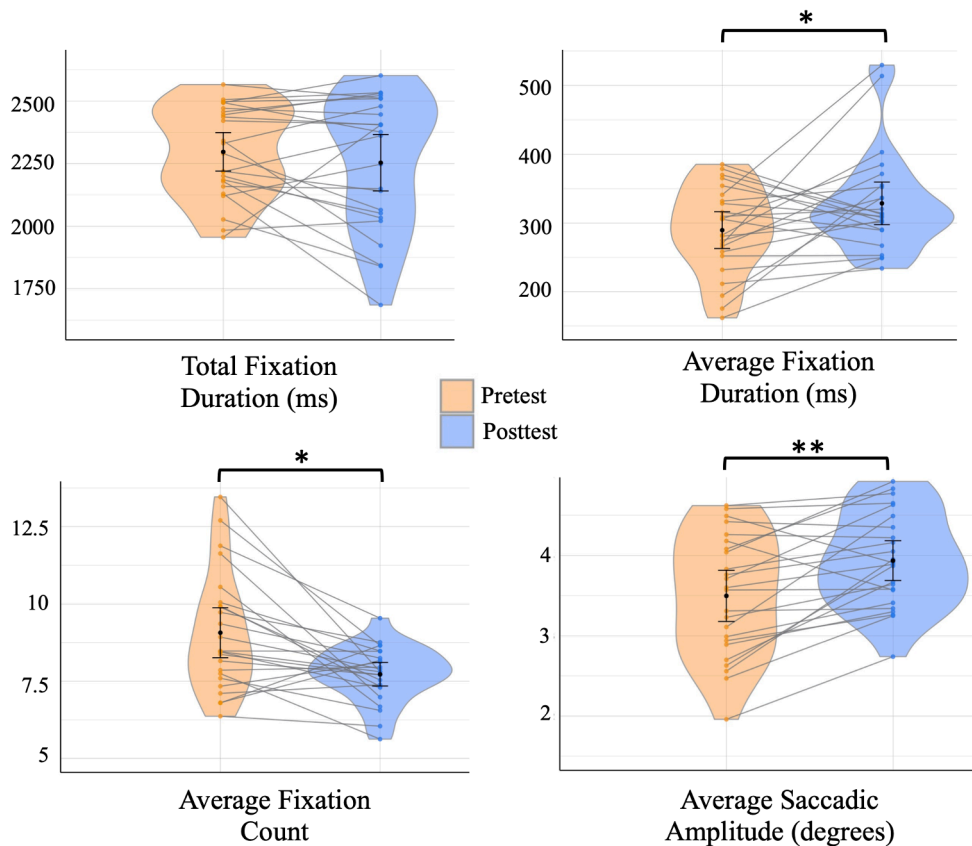 *
2500
2250
2000
1750
500
400
300
200
Total Fixation
Duration (ms)
Average Fixation
Duration (ms)
Pretest
Posttest
*
**
12.5
10
7.5
5
4
3
2
Average Fixation
Count
Average Saccadic
Amplitude (degrees)